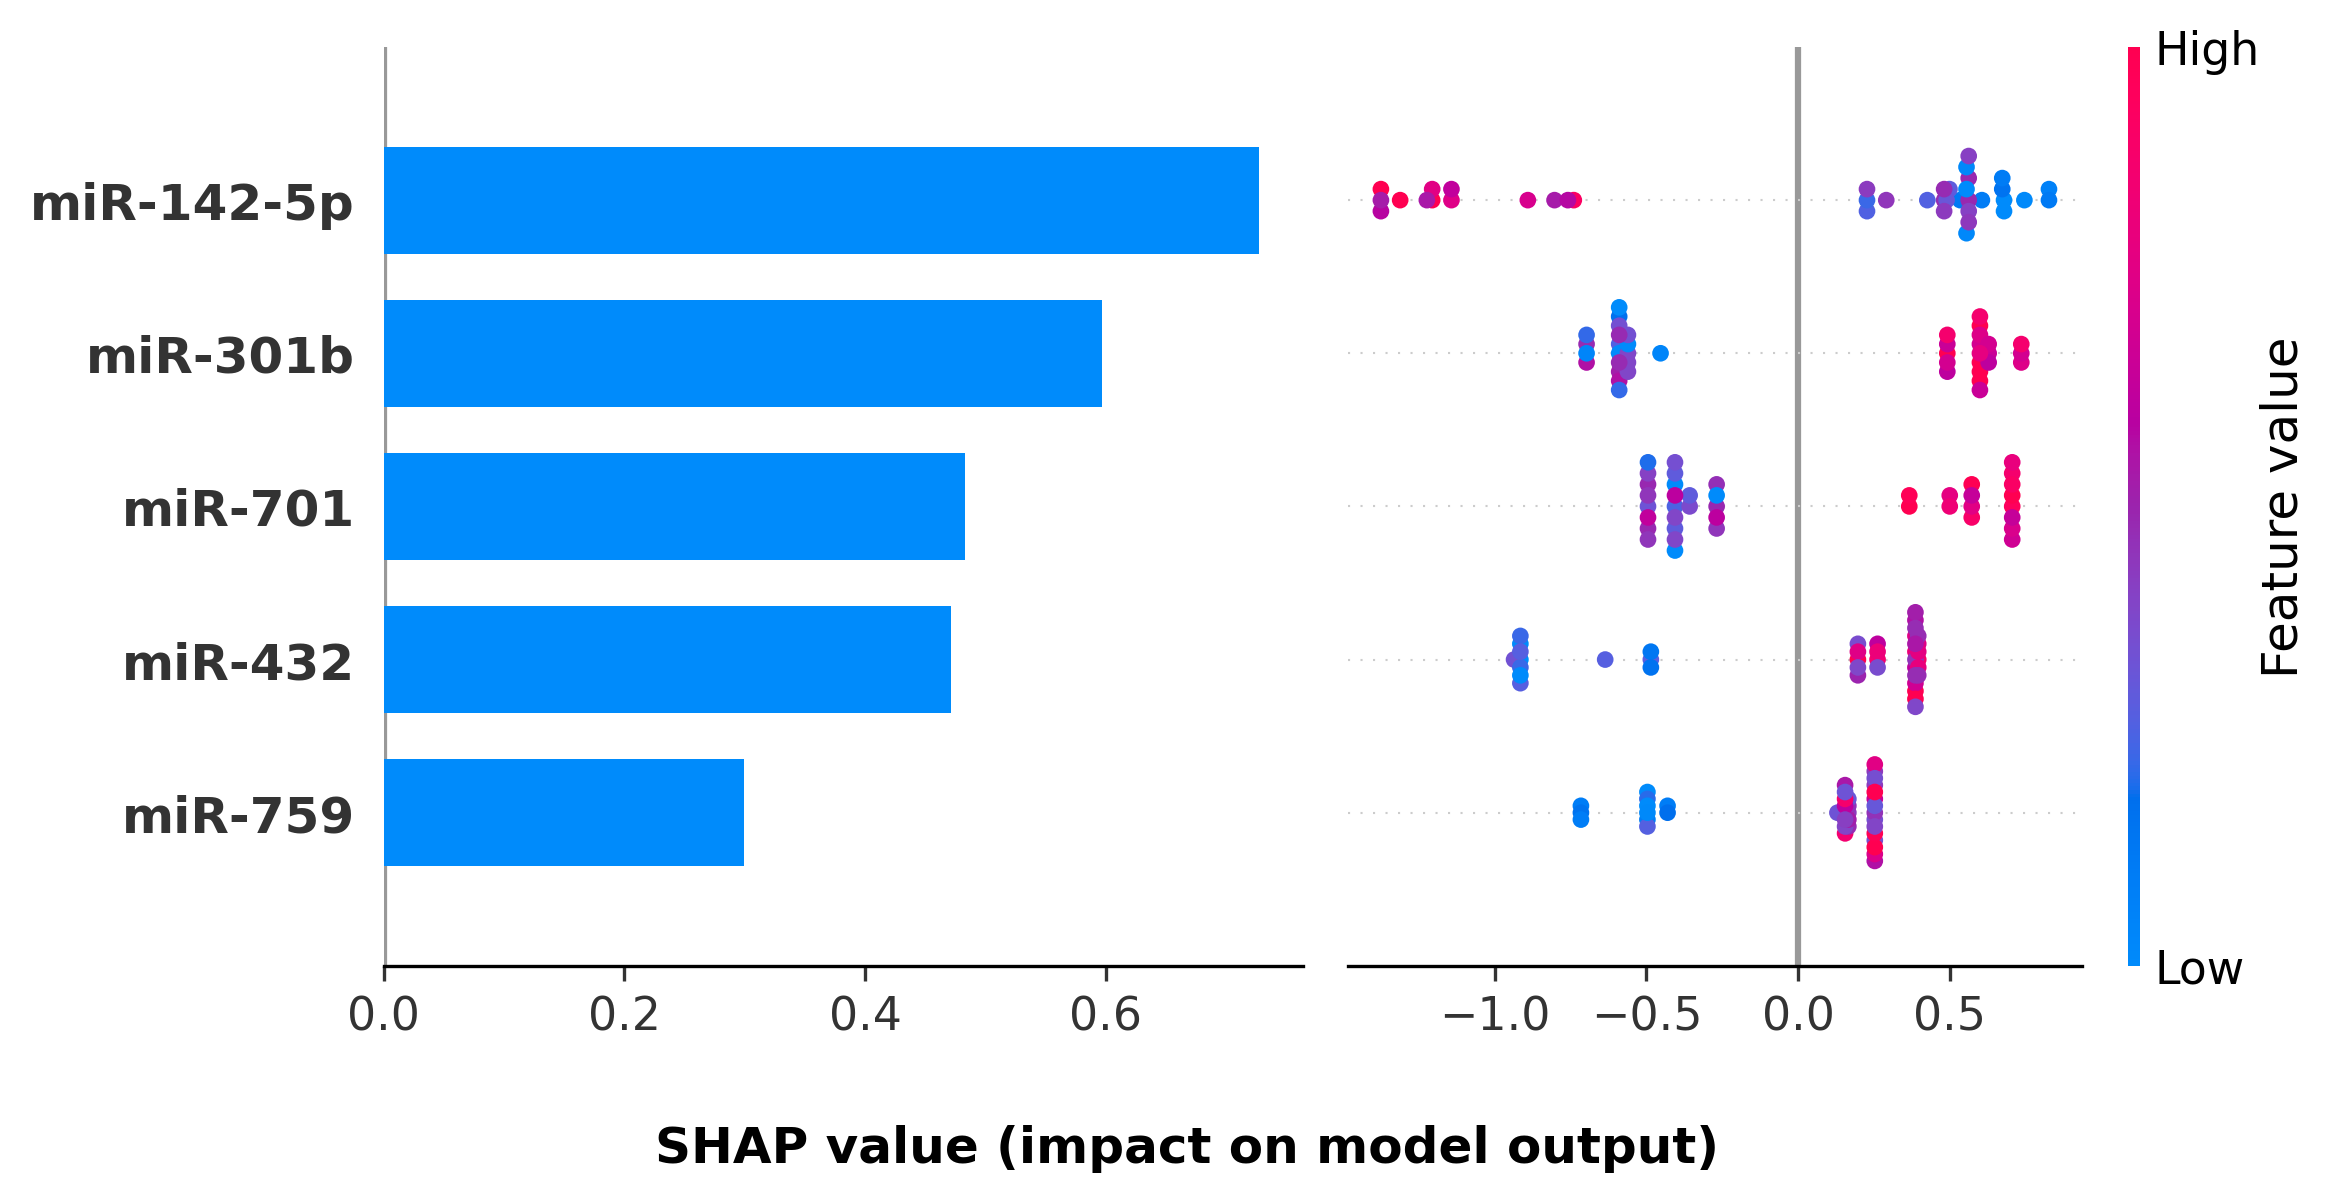 High
miR-142-5p
miR-301b
miR-701
miR-432
miR-759
Feature value
Low
0.0 0.2 0.4 0.6 −1.0 −0.5 0.0 0.5
SHAP value (impact on model output)